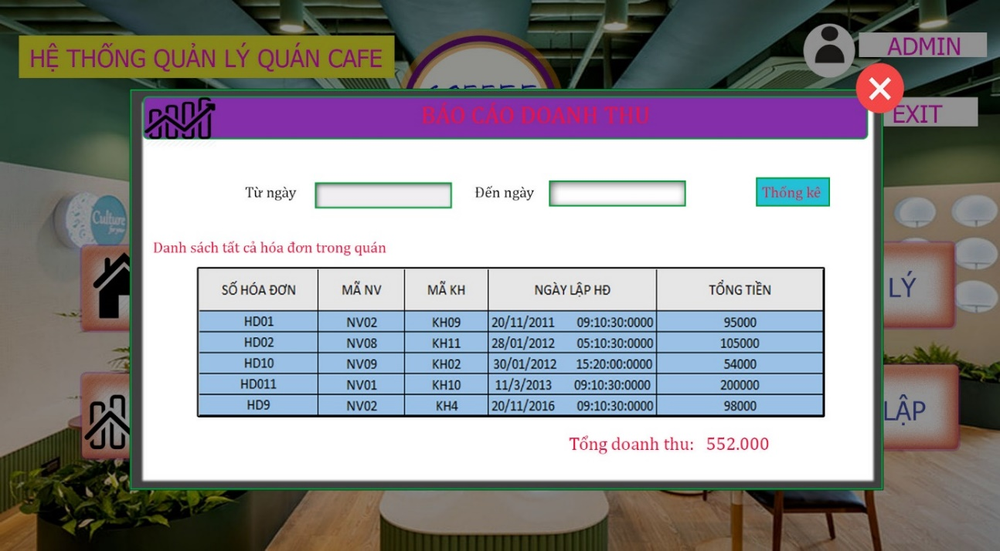 HỆ THỐNG QUẢN LÝ QUÁN CAFE
ADMIN
EXIT
BÁO CÁO DOANH THU
Culture
for you
Từ ngày Đến ngày Thống kê
Danh sách tất cả hóa đơn trong quán
SỐ HÓA ĐƠN MÃ NV MÃ KH NGÀY LẬP HĐ TỔNG TIỀN
HD01 NV02 KH09 20/11/2011 09:10:30:0000 95000
HD02 NV08 KH11 28/01/2012 05:10:30:0000 105000
HD10 NV09 KH02 30/01/2012 15:20:00:0000 54000
HD011 NV01 KH10 11/3/2013 09:10:30:0000 200000
HD9 NV02 KH4 20/11/2016 09:10:30:0000 98000
Tổng doanh thu: 552.000
LÝ
LẬP